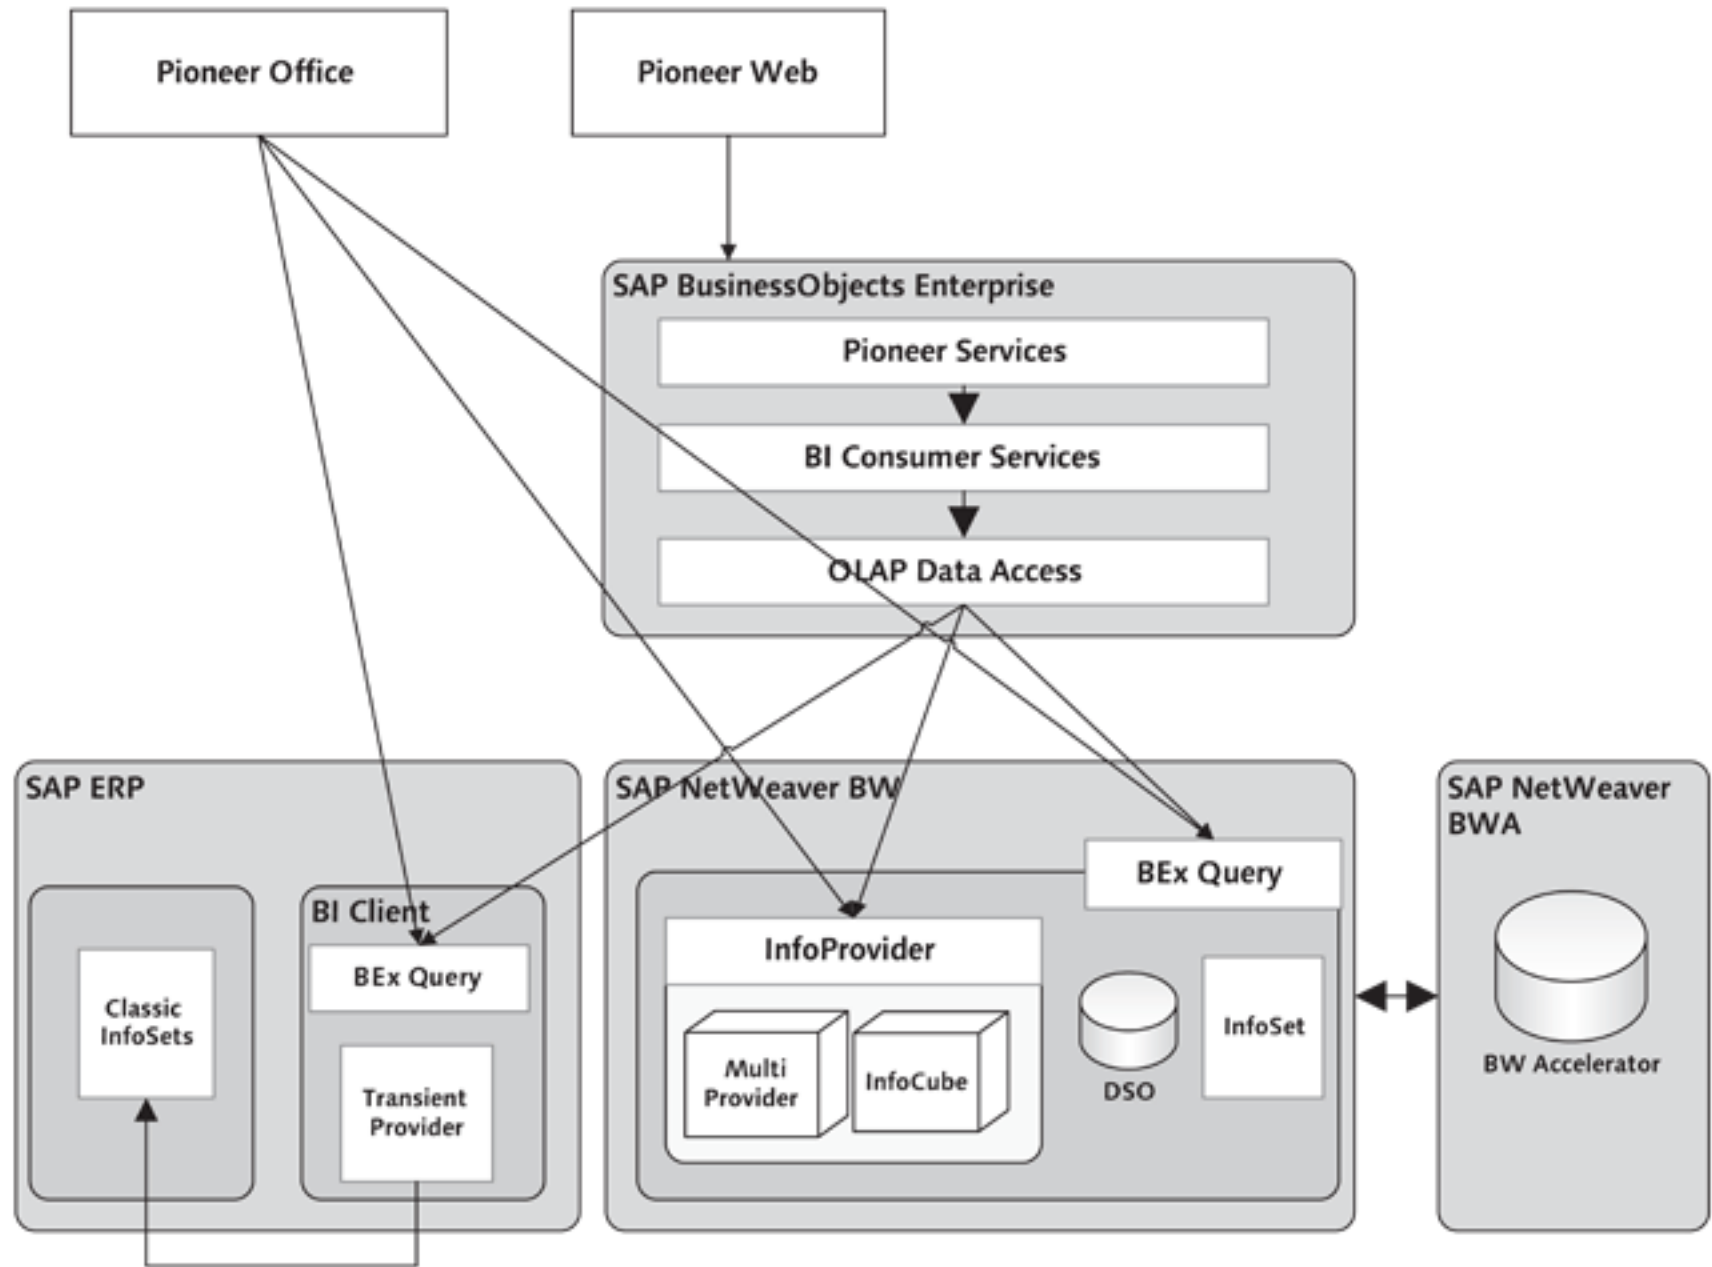 Pioneer Office
Pioneer Web
SAP BusinessObjects Enterprise
Pioneer Services
BI Consumer Services
OLAP Data Access
SAP ERP
Classic
InfoSets
BI Client
BEx Query
Transient
Provider
SAP NetWeaver BW
BEx Query
InfoProvider
Multi
Provider
InfoCube
DSO
InfoSet
SAP NetWeaver
BWA
BW Accelerator